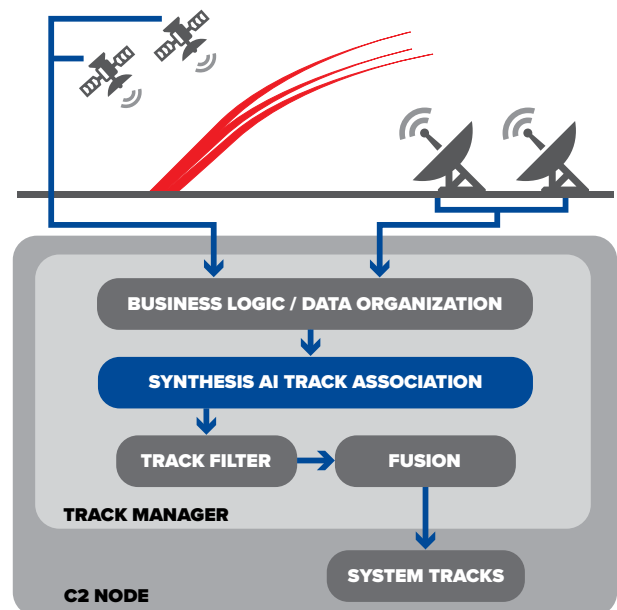 BUSINESS LOGIC / DATA ORGANIZATION
SYNTHESIS AI TRACK ASSOCIATION
TRACK FILTER
FUSION
TRACK MANAGER
SYSTEM TRACKS
C2 NODE